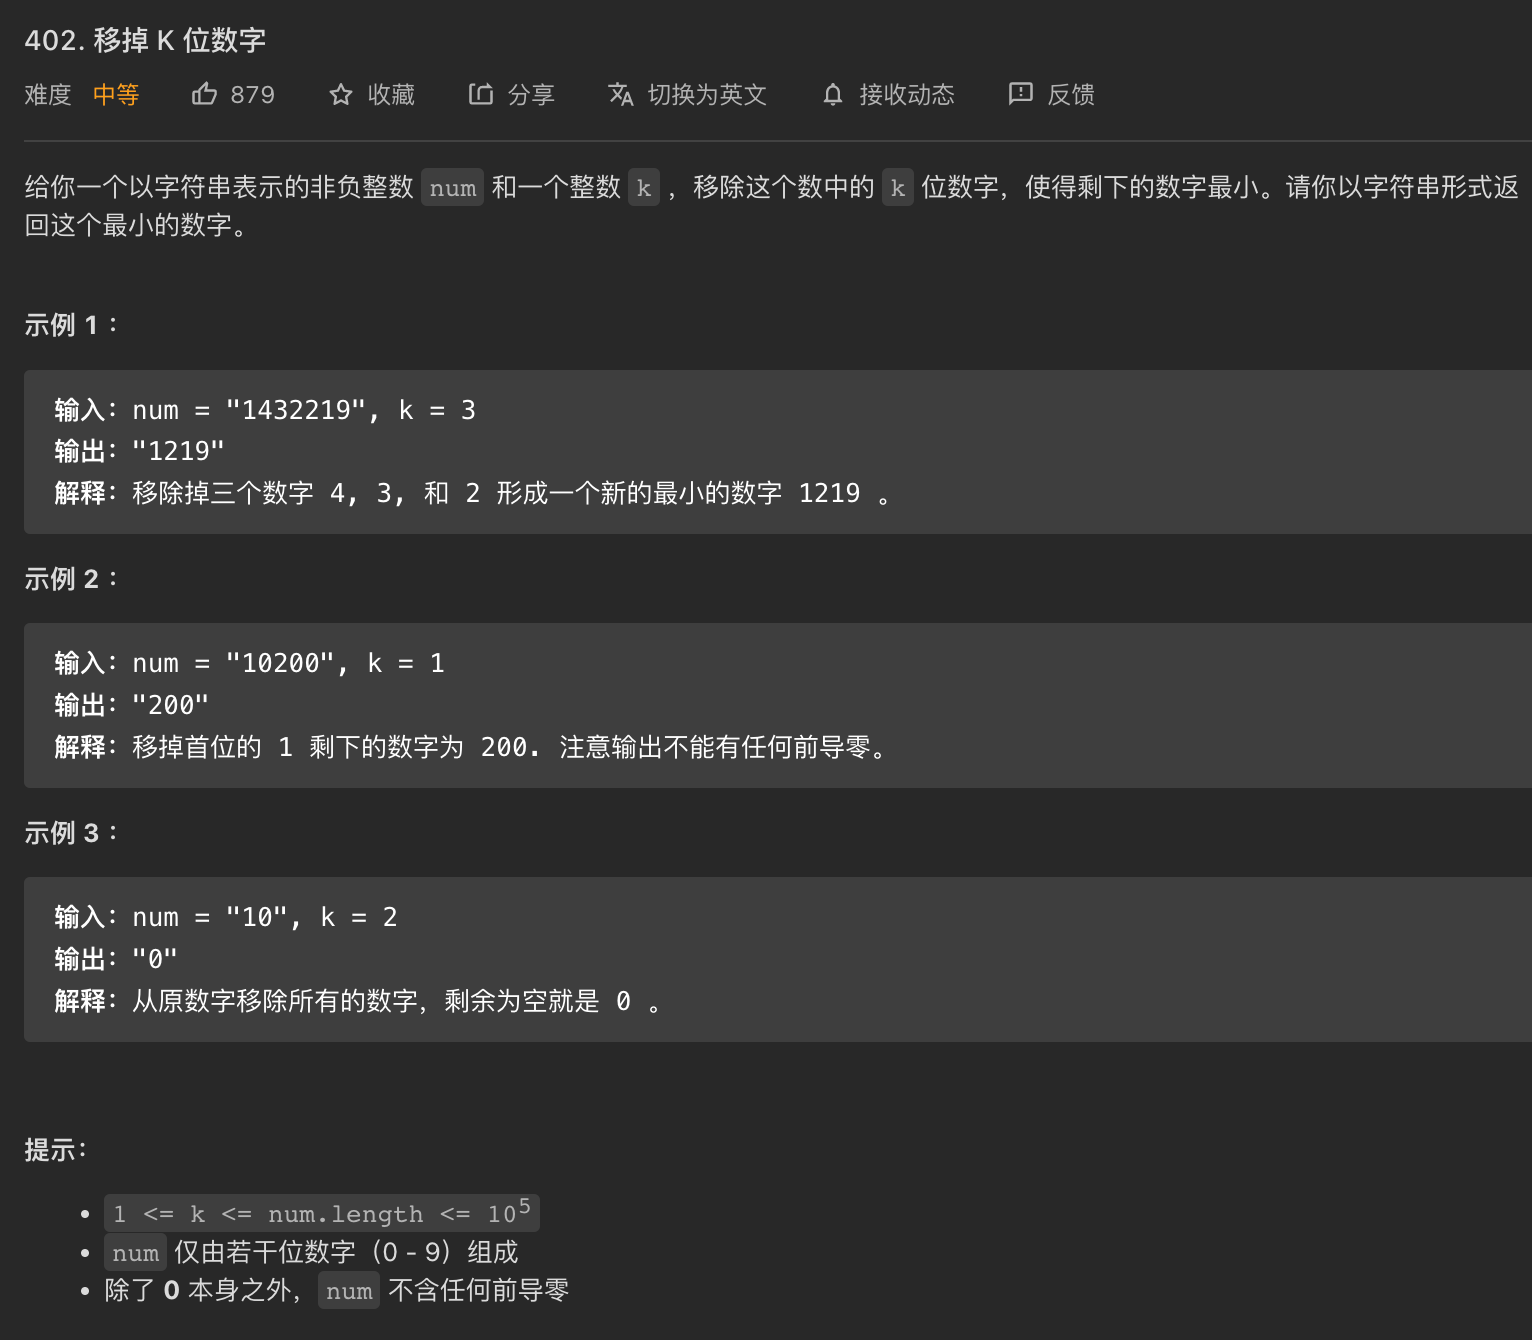 402. 移掉 K 位数字
难度 中等 879 收藏 分享 切换为英文 接收动态 反馈
给你一个以字符串表示的非负整数 num 和一个整数 k ，移除这个数中的 k 位数字，使得剩下的数字最小。请你以字符串形式返
回这个最小的数字。
示例 1：
输入：num = "1432219", k = 3
输出："1219"
解释：移除掉三个数字 4, 3, 和 2 形成一个新的最小的数字 1219 。
示例 2：
输入：num = "10200", k = 1
输出："200"
解释：移掉首位的 1 剩下的数字为 200. 注意输出不能有任何前导零。
示例 3：
输入：num = "10", k = 2
输出："0"
解释：从原数字移除所有的数字，剩余为空就是 0 。
提示：
• 1 <= k <= num.length <= 10⁵
• num 仅由若干位数字（0 - 9）组成
• 除了 0 本身之外，num 不含任何前导零